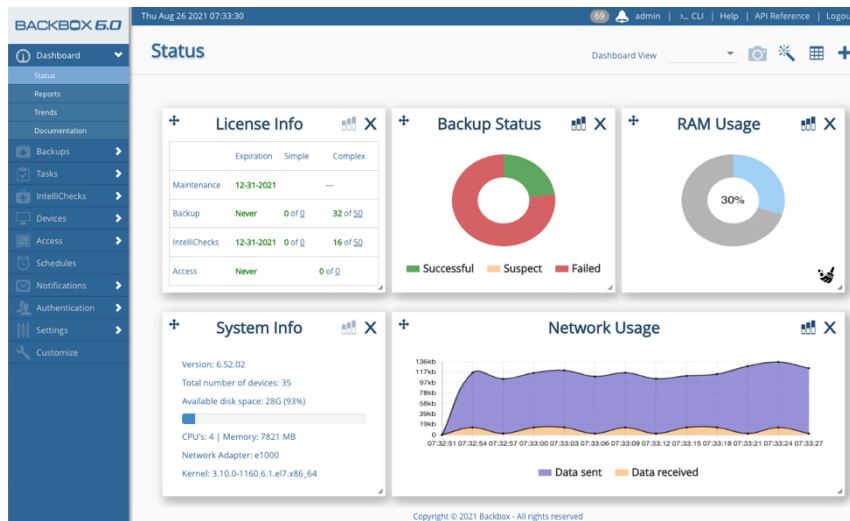 BACKBOX 6.0
Thu Aug 26 2021 07:33:30
69 admin | >_ CLI | Help | API Reference | Logou
Dashboard
Status
Reports
Trends
Documentation
Backups
Tasks
IntelliChecks
Devices
Access
Schedules
Notifications
Authentication
Settings
Customize
Status
Dashboard View
License Info
Expiration Simple Complex
Maintenance 12-31-2021 ---
Backup Never 0 of 0 32 of 50
IntelliChecks 12-31-2021 0 of 0 16 of 50
Access Never 0 of 0
Backup Status
Successful Suspect Failed
RAM Usage
30%
System Info
Version: 6.52.02
Total number of devices: 35
Available disk space: 28G (93%)
CPU's: 4 | Memory: 7821 MB
Network Adapter: e1000
Kernel: 3.10.0-1160.6.1.el7.x86_64
Network Usage
136kb
117kb
97kb
78kb
58kb
39kb
19kb
0
07:32:51 07:32:54 07:32:57 07:33:00 07:33:03 07:33:06 07:33:09 07:33:12 07:33:15 07:33:18 07:33:21 07:33:24 07:33:27
Data sent Data received
Copyright © 2021 Backbox - All rights reserved